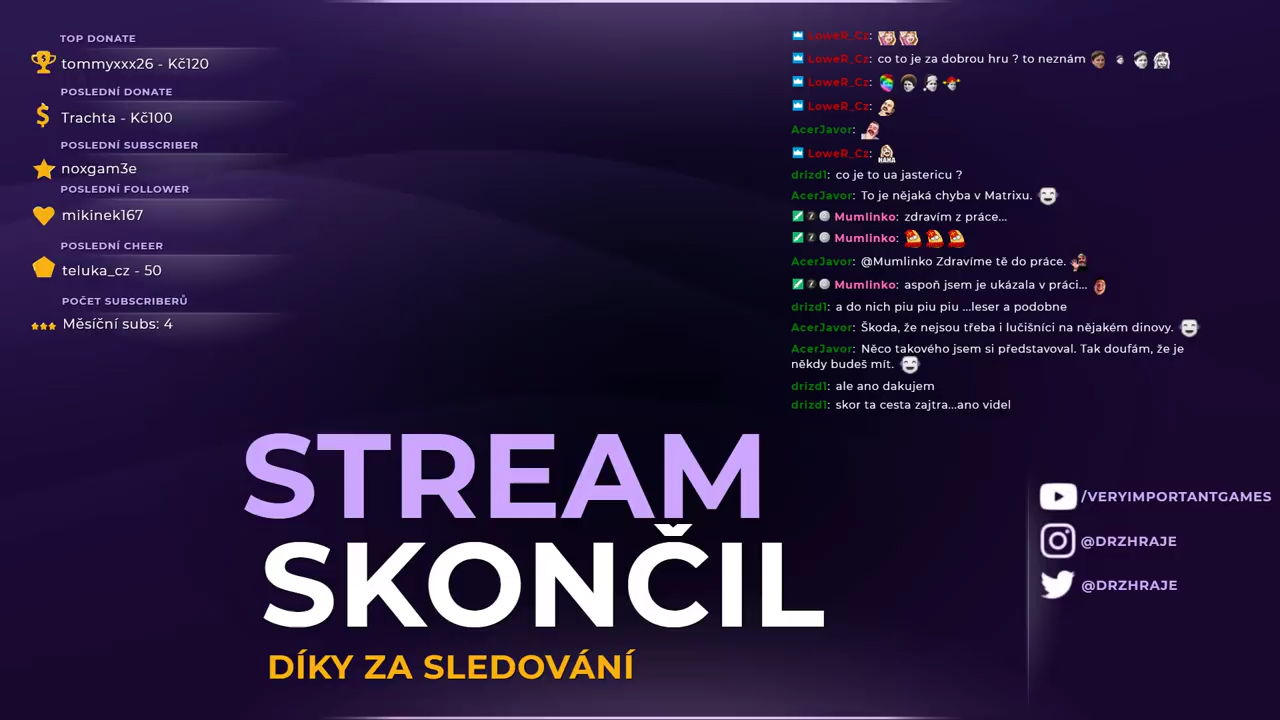 TOP DONATE
tommyxxx26 - Kč120
POSLEDNÍ DONATE
Trachta - Kč100
POSLEDNÍ SUBSCRIBER
noxgam3e
POSLEDNÍ FOLLOWER
mikinek167
POSLEDNÍ CHEER
teluka_cz - 50
POČET SUBSCRIBERŮ
Měsíční subs: 4
LoweR_Cz:
LoweR_Cz: co to je za dobrou hru ? to neznám
LoweR_Cz:
LoweR_Cz:
AcerJavor:
LoweR_Cz: HAHA
drizd1: co je to ua jastericu ?
AcerJavor: To je nějaká chyba v Matrixu.
Mumlinko: zdravím z práce...
Mumlinko:
AcerJavor: @Mumlinko Zdravíme tě do práce.
Mumlinko: aspoň jsem je ukázala v práci...
drizd1: a do nich piu piu piu ...leser a podobne
AcerJavor: Škoda, že nejsou třeba i lučišníci na nějakém dinovy.
AcerJavor: Něco takového jsem si představoval. Tak doufám, že je
někdy budeš mít.
drizd1: ale ano dakujem
drizd1: skor ta cesta zajtra...ano videl
STREAM
SKONČIL
DÍKY ZA SLEDOVÁNÍ
/VERYIMPORTANTGAMES
@DRZHRAJE
@DRZHRAJE